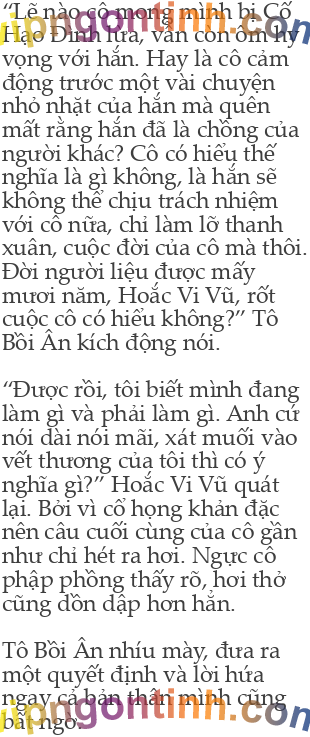 “Lẽ nào cô mong mình bị Cố
Hạo Đình lừa, vẫn còn ôm hy
vọng với hắn. Hay là cô cảm
động trước một vài chuyện
nhỏ nhặt của hắn mà quên
mất rằng hắn đã là chồng của
người khác? Cô có hiểu thế
nghĩa là gì không, là hắn sẽ
không thể chịu trách nhiệm
với cô nữa, chỉ làm lỡ thanh
xuân, cuộc đời của cô mà thôi.
Đời người liệu được mấy
mươi năm, Hoắc Vi Vũ, rốt
cuộc cô có hiểu không?” Tô
Bồi Ân kích động nói.
“Được rồi, tôi biết mình đang
làm gì và phải làm gì. Anh cứ
nói dài nói mãi, xát muối vào
vết thương của tôi thì có ý
nghĩa gì?” Hoắc Vi Vũ quát
lại. Bởi vì cổ họng khản đặc
nên câu cuối cùng của cô gần
như chỉ hét ra hơi. Ngực cô
phập phồng thấy rõ, hơi thở
cũng dồn dập hơn hẳn.
Tô Bồi Ân nhíu mày, đưa ra
một quyết định và lời hứa
ngay cả bản thân mình cũng
bất ngờ.
vipngontinh.com
vipngontinh.com